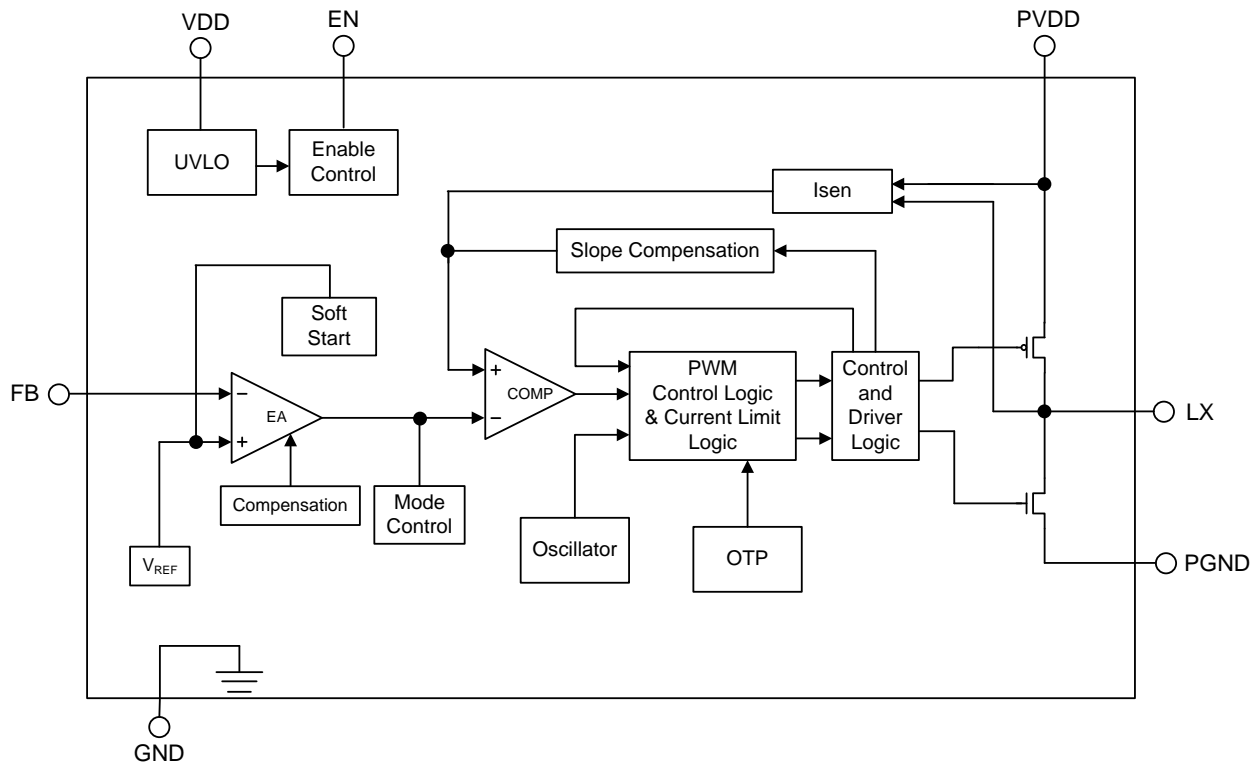 VDD
EN
PVDD
UVLO
Enable
Control
Isen
Slope Compensation
Soft
Start
FB
−
EA
+
+
COMP
−
PWM
Control Logic
& Current Limit
Logic
Control
and
Driver
Logic
LX
Compensation
Mode
Control
Oscillator
OTP
VREF
PGND
GND